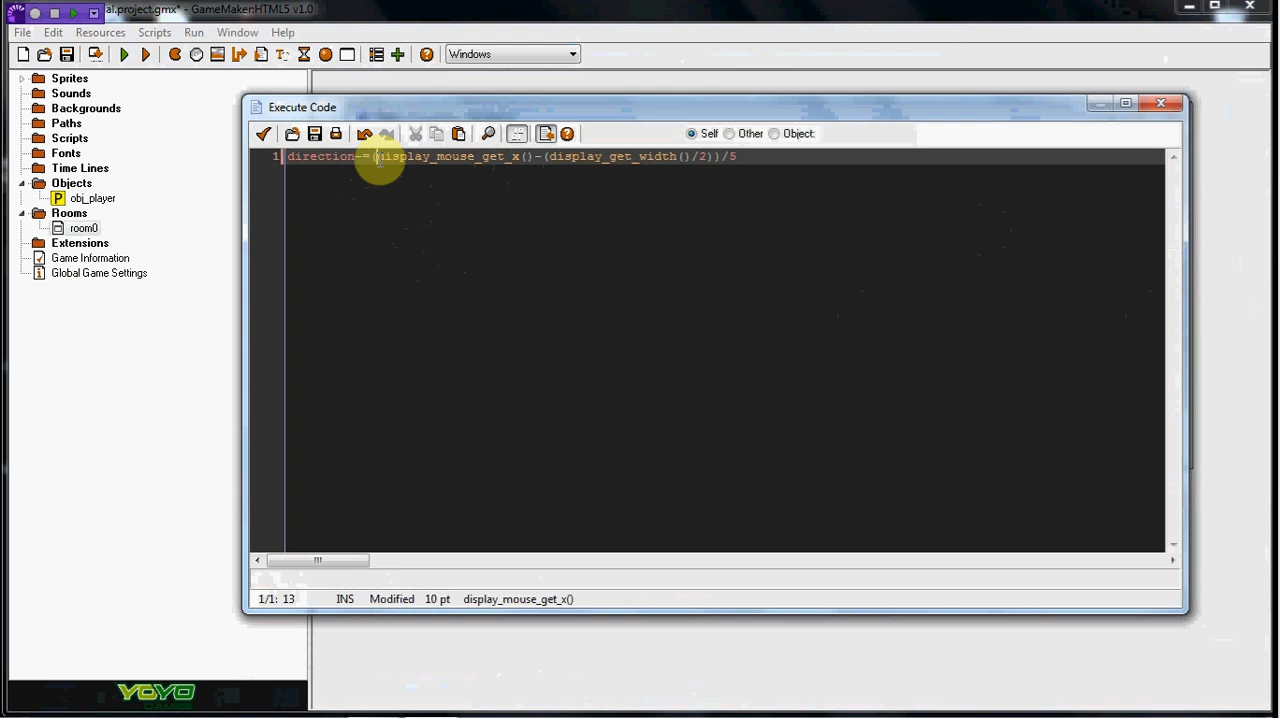 al.project.gmx* - GameMaker:HTML5 v1.0
File Edit Resources Scripts Run Window Help
Windows
Sprites
Sounds
Backgrounds
Paths
Scripts
Fonts
Time Lines
Objects
P obj_player
Rooms
room0
Extensions
Game Information
Global Game Settings
YOYO
GAMES
Execute Code
Self Other Object
1 direction-=(display_mouse_get_x()-(display_get_width()/2))/5
1/1: 13 INS Modified 10 pt display_mouse_get_x()